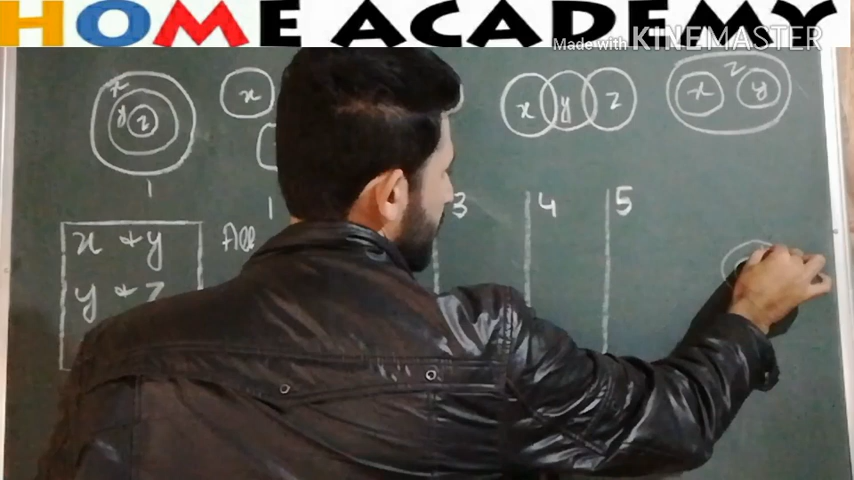 HOME ACADEMY
Made with KINEMASTER
x
y
z
x
x y z
z
x y
1
1
3
4
5
x & y
All
y & z